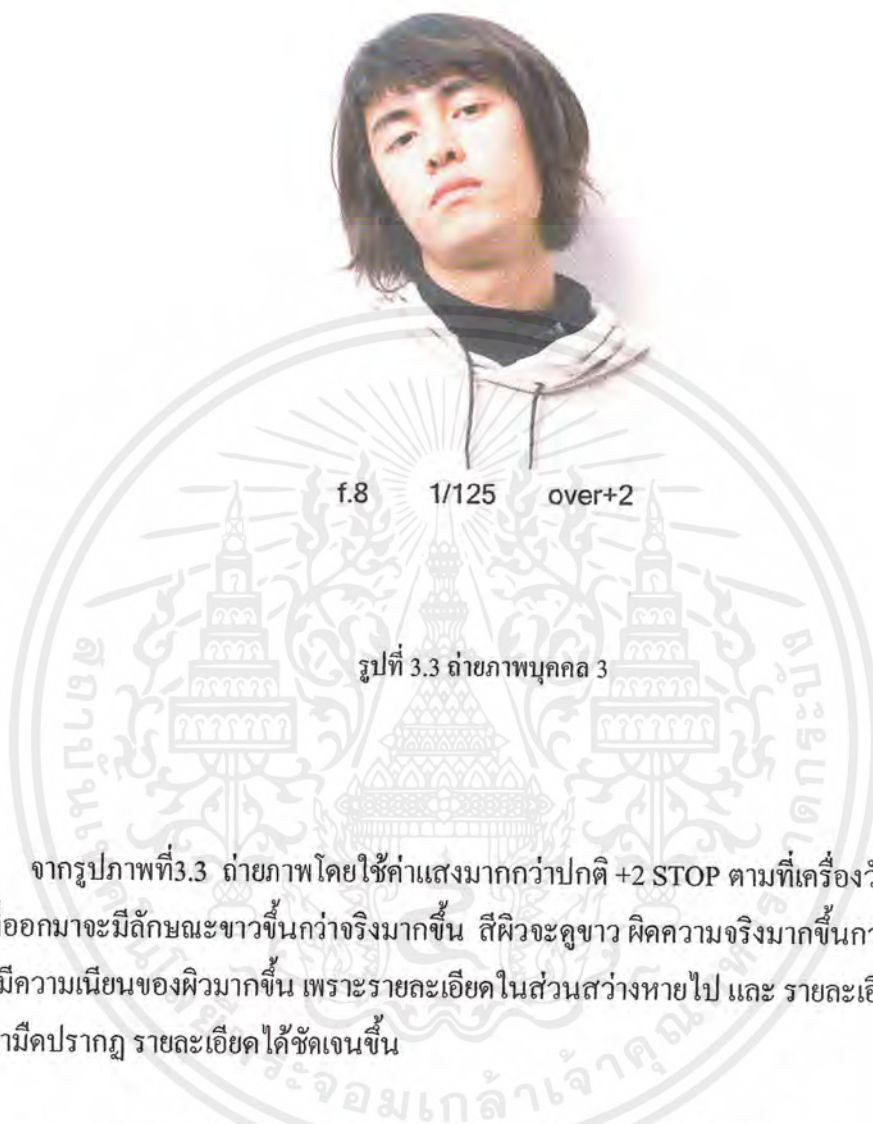 f.8 1/125 over+2
รูปที่ 3.3 ถ่ายภาพบุคคล 3
จากรูปภาพที่3.3 ถ่ายภาพโดยใช้ค่าแสงมากกว่าปกติ +2 STOP ตามที่เครื่องวั
ออกมาจะมีลักษณะขาวขึ้นกว่าจริงมากขึ้น สีผิวจะดูขาว ผิดความจริงมากขึ้นกว
มีความเนียนของผิวมากขึ้น เพราะรายละเอียดในส่วนสว่างหายไป และ รายละเอี
ามืดปรากฏ รายละเอียดได้ชัดเจนขึ้น